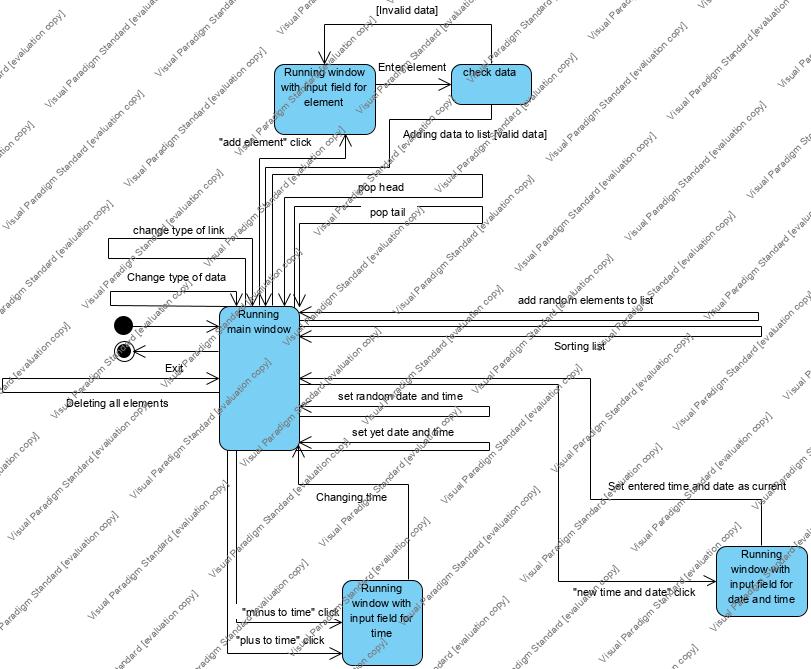 [Invalid data]
Running window
with input field for
element
Enter element
check data
"add element" click
Adding data to list [valid data]
pop head
pop tail
change type of link
Change type of data
Running
main window
add random elements to list
Sorting list
Exit
Deleting all elements
set random date and time
set yet date and time
Changing time
Set entered time and date as current
Running
window with
input field for
date and time
"new time and date" click
Running
window with
input field for
time
"minus to time" click
"plus to time" click
Visual Paradigm Standard [evaluation copy]